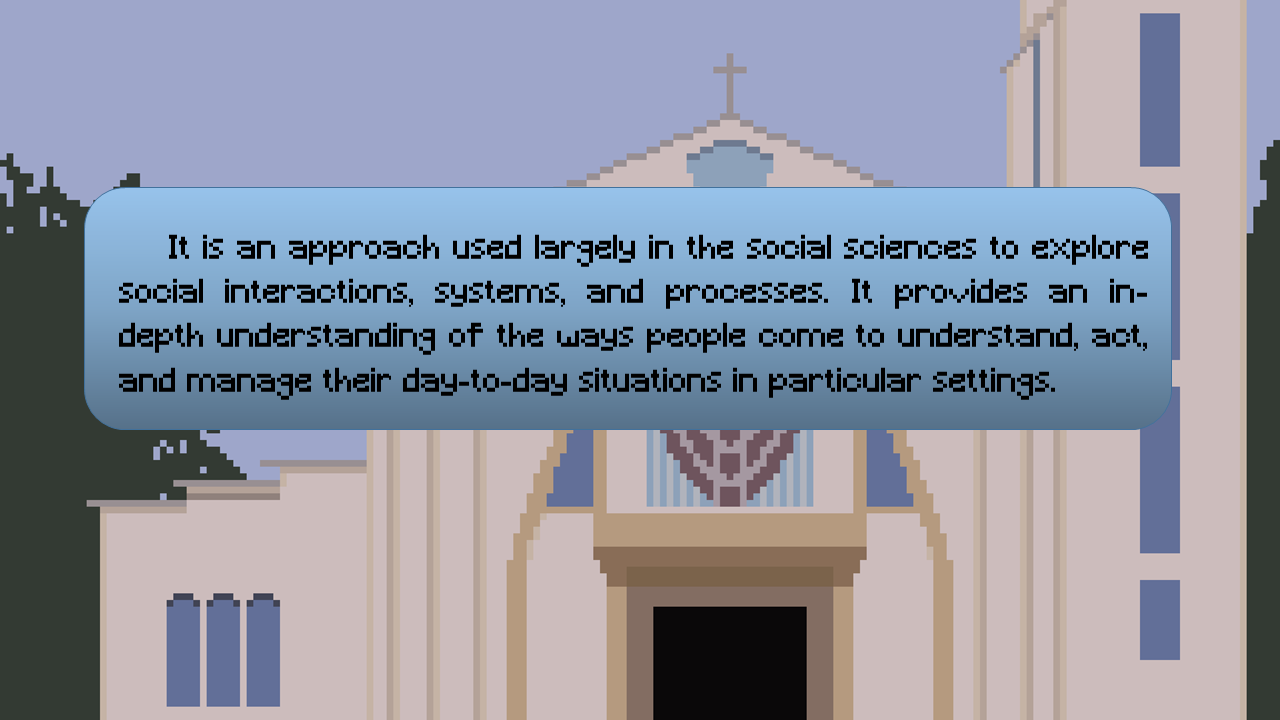 It is an approach used largely in the social sciences to explore
social interactions, systems, and processes. It provides an in-
depth understanding of the ways people come to understand, act,
and manage their day-to-day situations in particular settings.